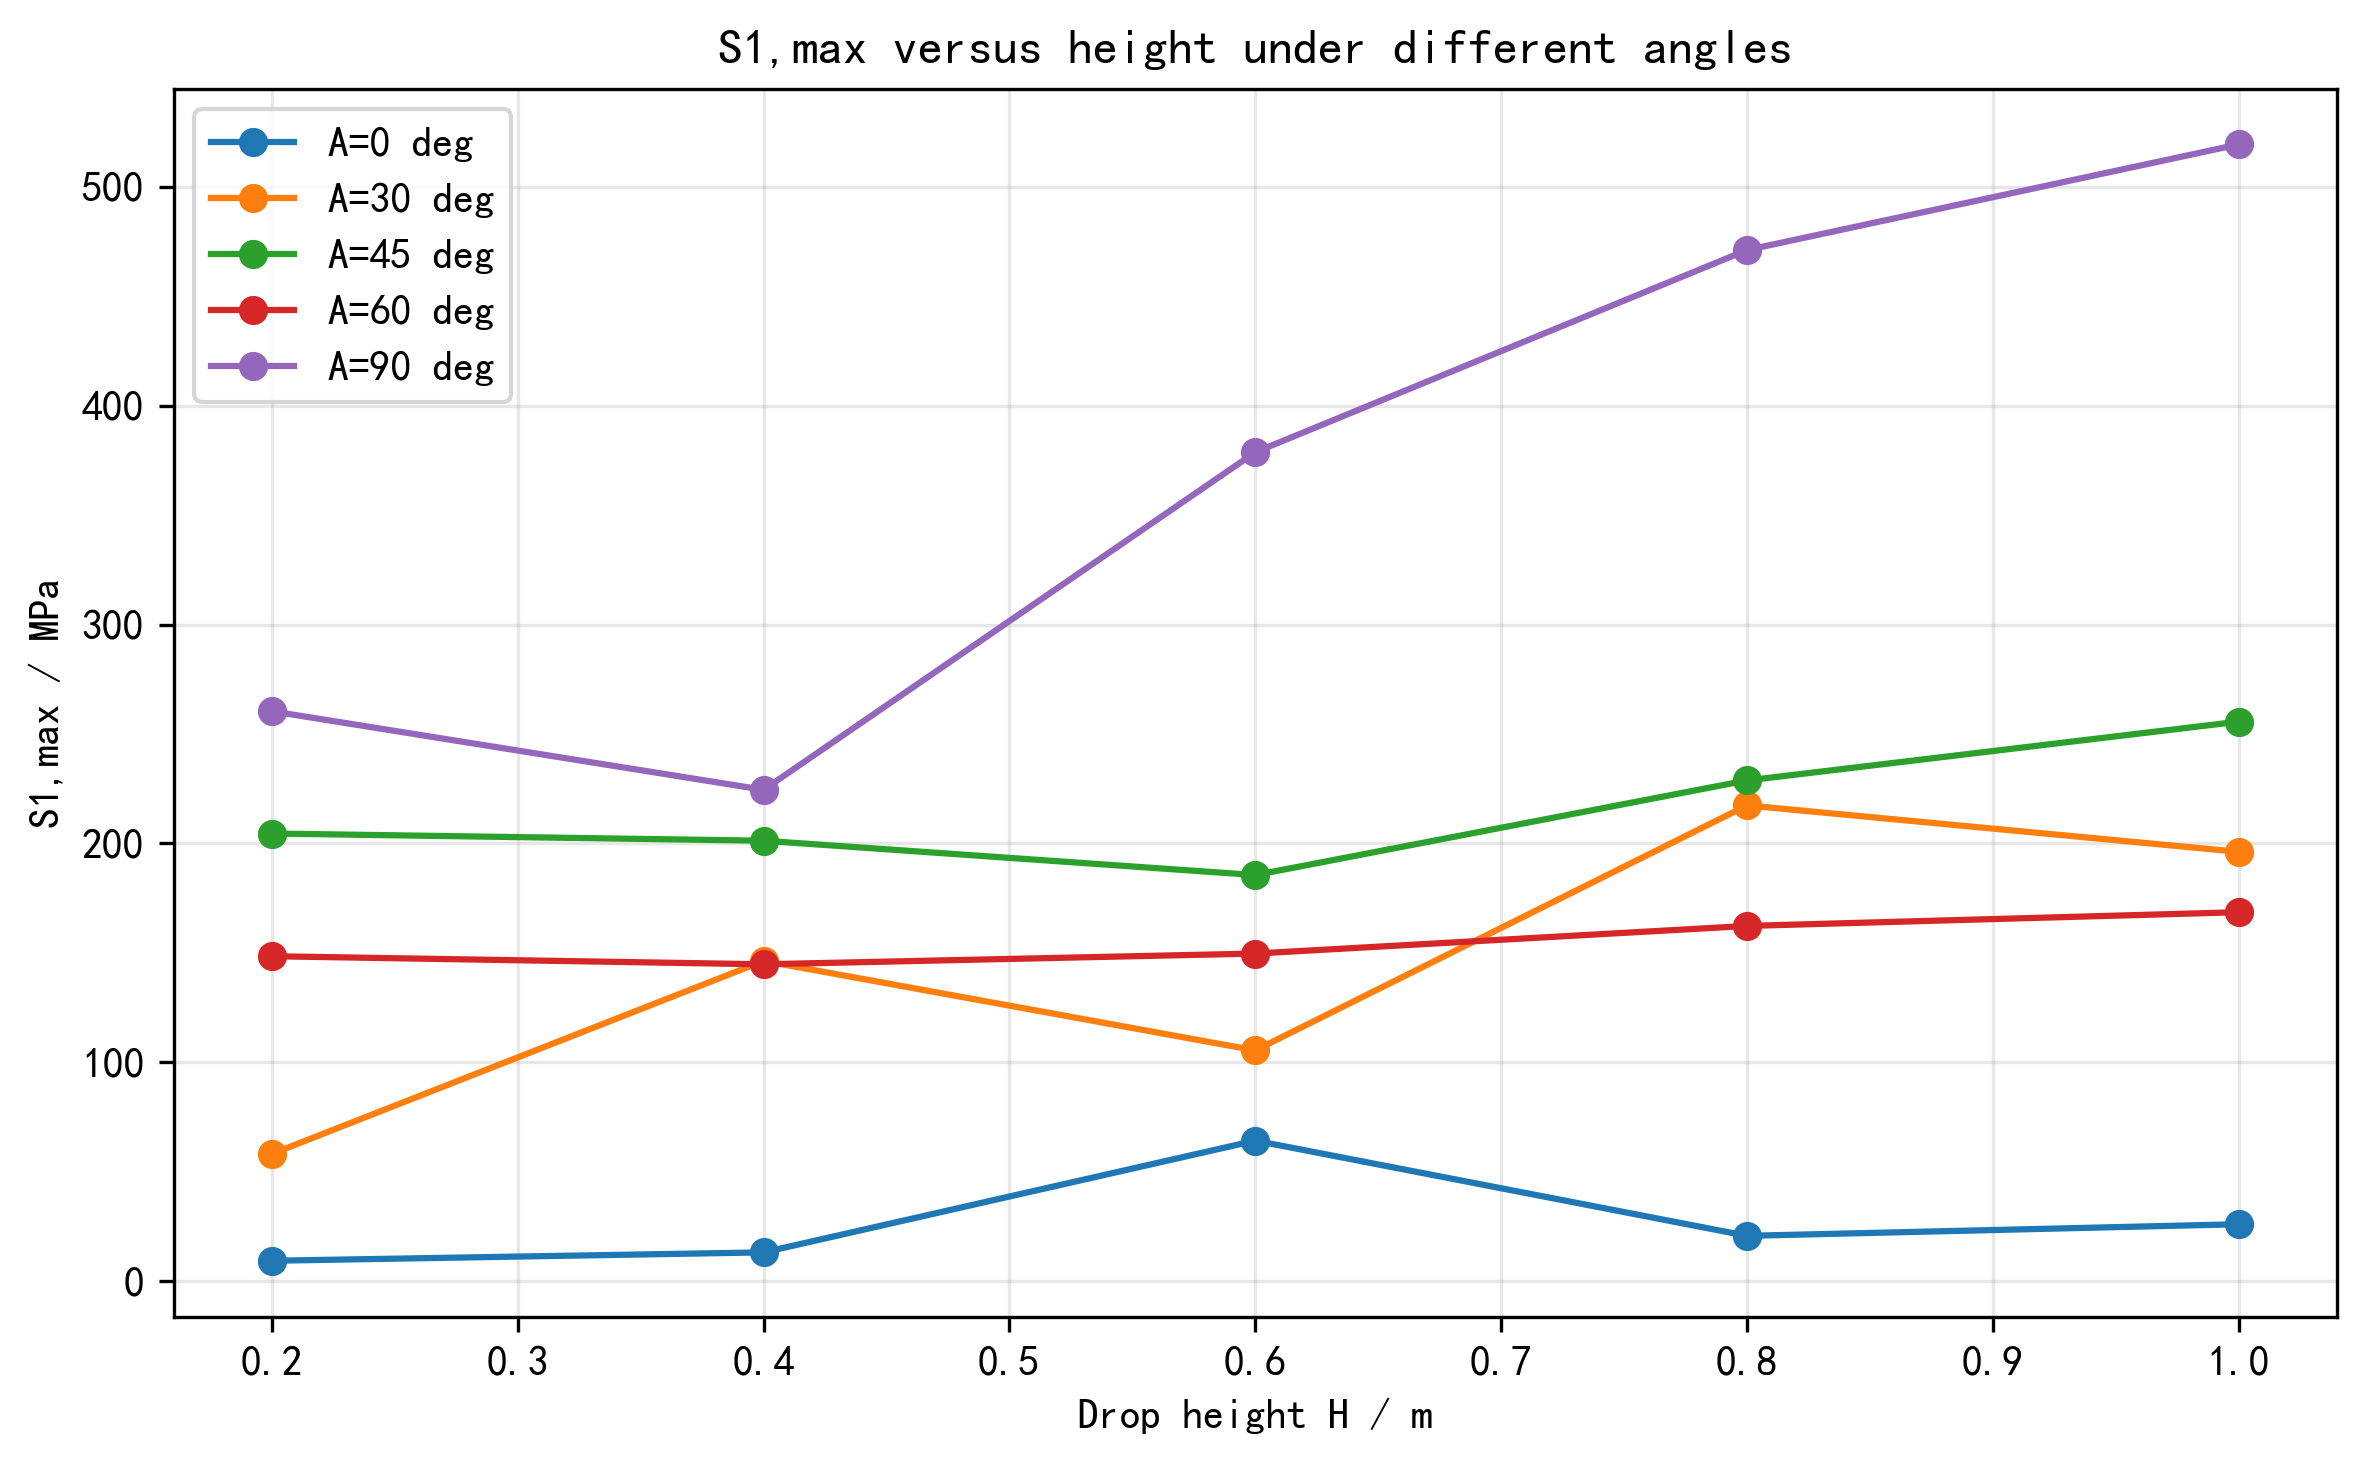 S1,max versus height under different angles
A=0 deg
A=30 deg
A=45 deg
A=60 deg
A=90 deg
500
400
300
200
100
0
S1,max / MPa
0.2 0.3 0.4 0.5 0.6 0.7 0.8 0.9 1.0
Drop height H / m